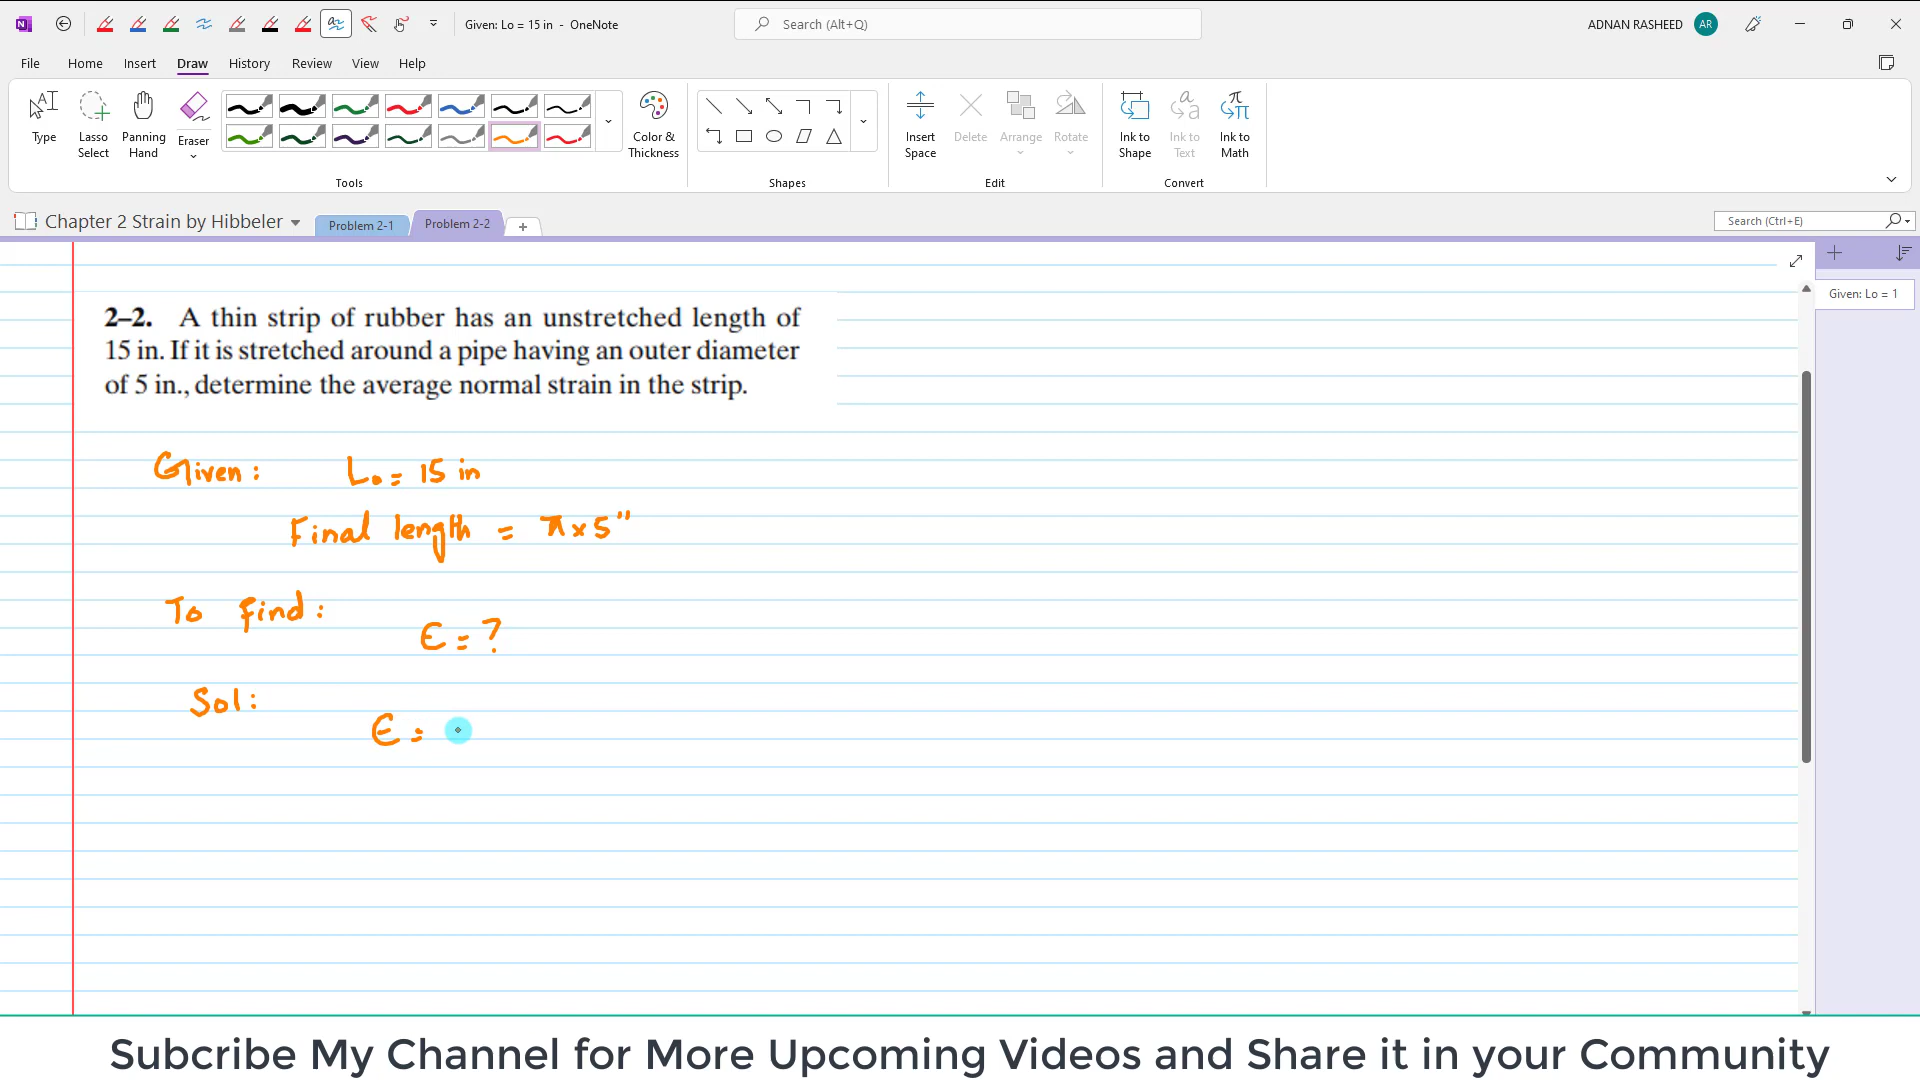 Given: Lo = 15 in - OneNote
Search (Alt+Q)
ADNAN RASHEED AR
File Home Insert Draw History Review View Help
Type
Lasso Select
Panning Hand
Eraser
Color & Thickness
Insert Space
Delete
Arrange
Rotate
Ink to Shape
Ink to Text
Ink to Math
Tools Shapes Edit Convert
Chapter 2 Strain by Hibbeler Problem 2-1 Problem 2-2 + Search (Ctrl+E)
Given: Lo = 1
2–2. A thin strip of rubber has an unstretched length of
15 in. If it is stretched around a pipe having an outer diameter
of 5 in., determine the average normal strain in the strip.
Given: L₀ = 15 in
Final length = π × 5"
To find:
ϵ = ?
Sol:
ϵ =
Subcribe My Channel for More Upcoming Videos and Share it in your Community